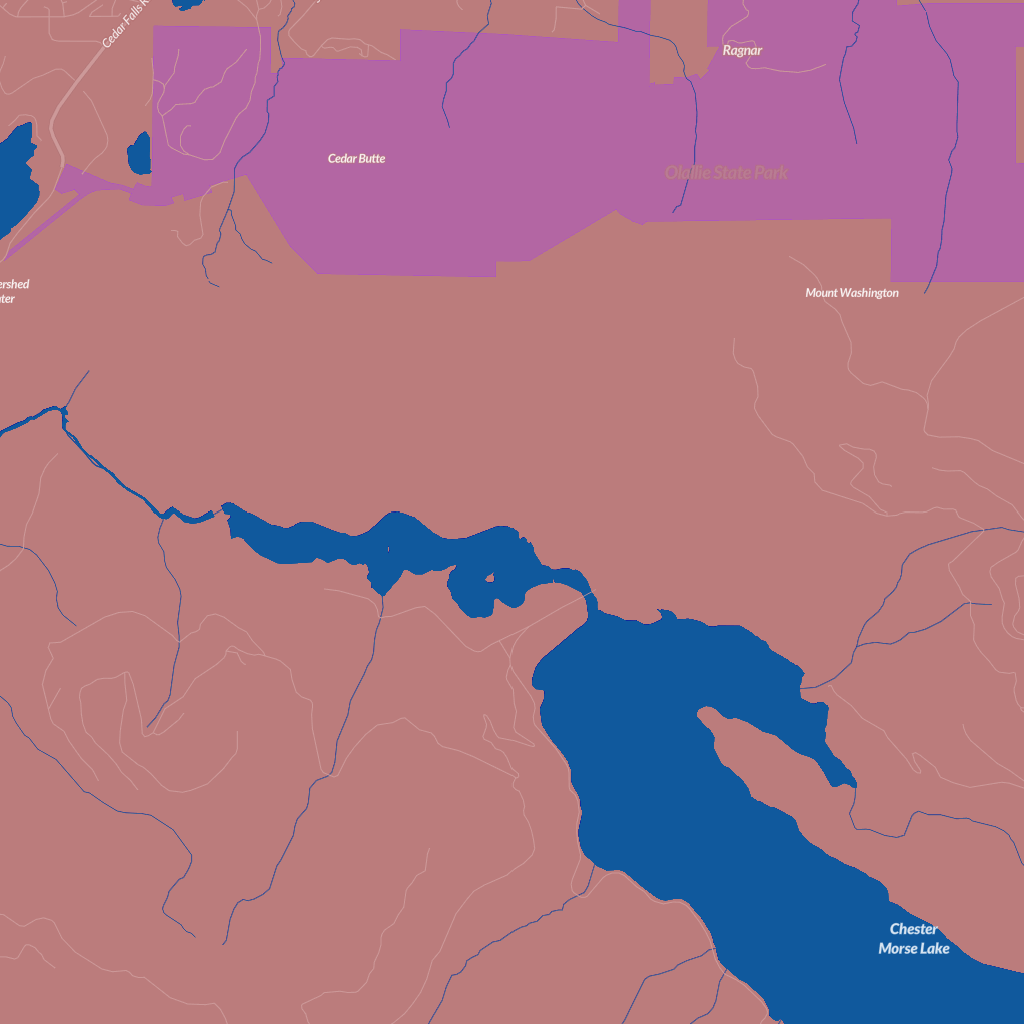 Cedar Falls R
Ragnar
Cedar Butte
Olallie State Park
ershed
ter
Mount Washington
Chester
Morse Lake